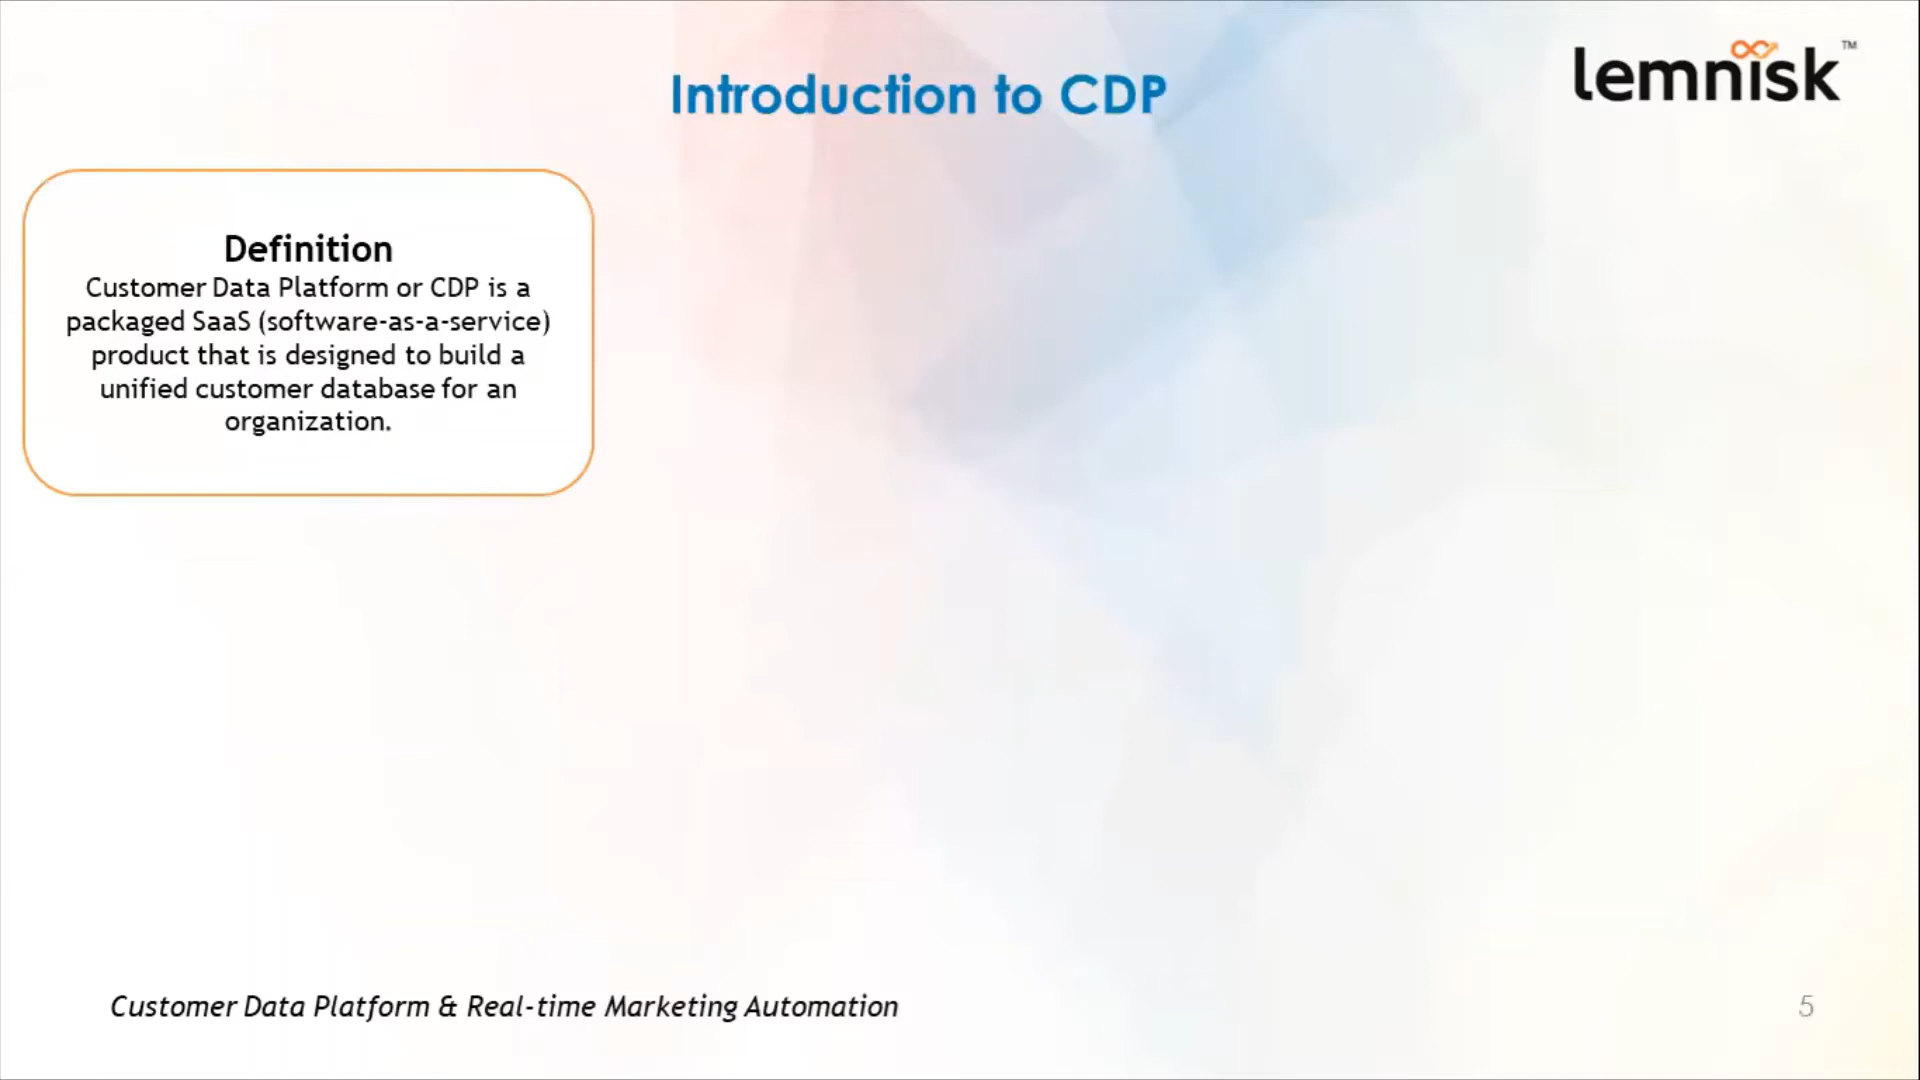 Introduction to CDP
lemnisk™
Definition
Customer Data Platform or CDP is a
packaged SaaS (software-as-a-service)
product that is designed to build a
unified customer database for an
organization.
Customer Data Platform & Real-time Marketing Automation
5